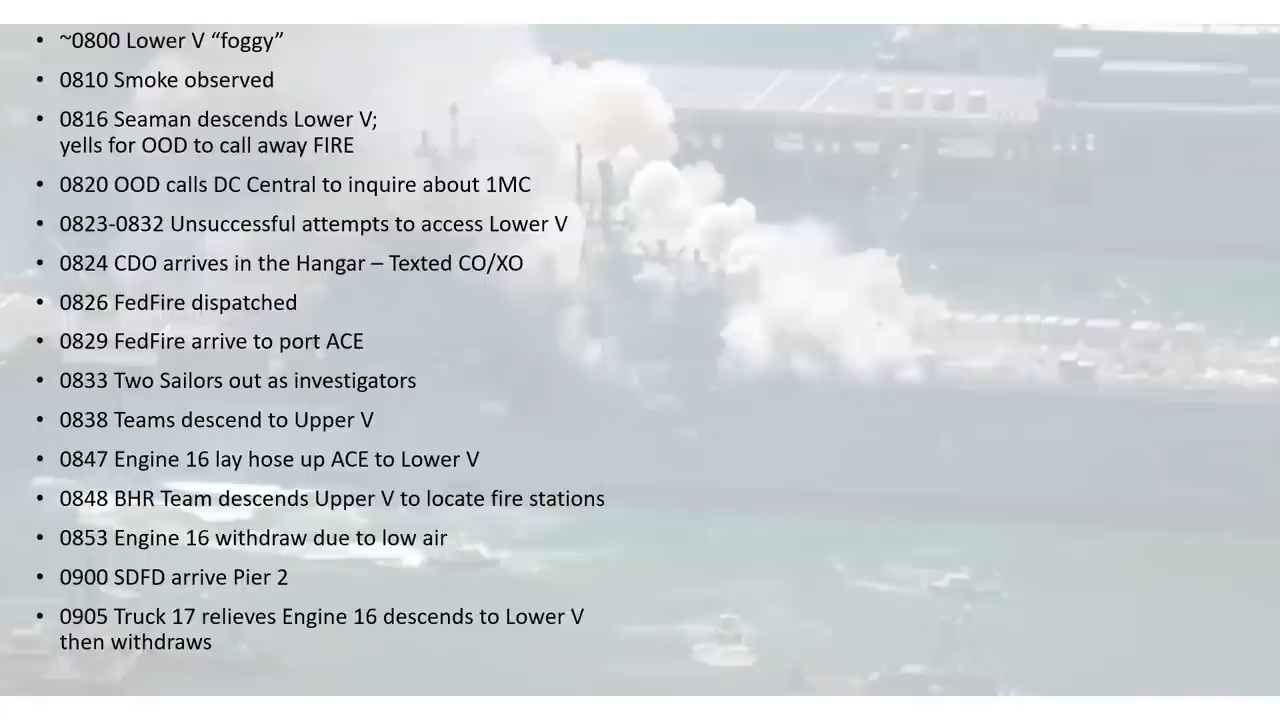 • ~0800 Lower V “foggy”
• 0810 Smoke observed
• 0816 Seaman descends Lower V;
yells for OOD to call away FIRE
• 0820 OOD calls DC Central to inquire about 1MC
• 0823-0832 Unsuccessful attempts to access Lower V
• 0824 CDO arrives in the Hangar – Texted CO/XO
• 0826 FedFire dispatched
• 0829 FedFire arrive to port ACE
• 0833 Two Sailors out as investigators
• 0838 Teams descend to Upper V
• 0847 Engine 16 lay hose up ACE to Lower V
• 0848 BHR Team descends Upper V to locate fire stations
• 0853 Engine 16 withdraw due to low air
• 0900 SDFD arrive Pier 2
• 0905 Truck 17 relieves Engine 16 descends to Lower V
then withdraws